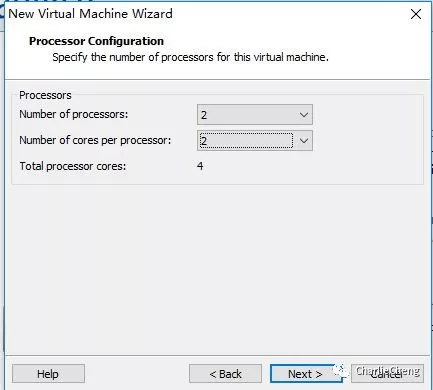 New Virtual Machine Wizard
Processor Configuration
Specify the number of processors for this virtual machine.
Processors
Number of processors: 2
Number of cores per processor: 2
Total processor cores: 4
Help < Back Next > Cancel
CharlieCheng